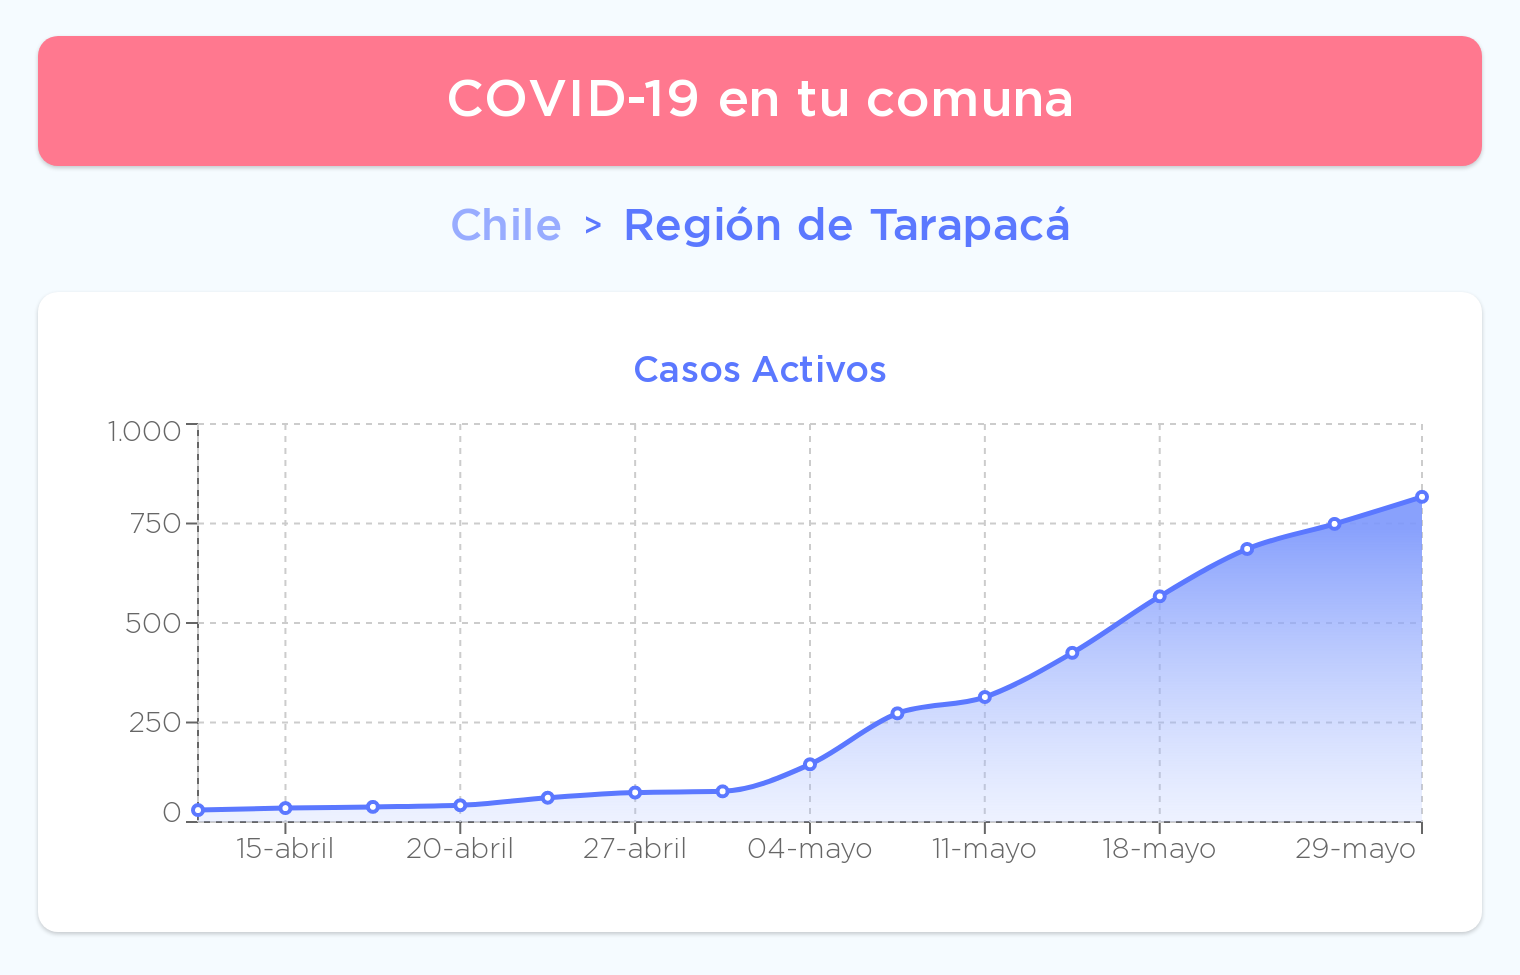 COVID-19 en tu comuna
Chile > Región de Tarapacá
Casos Activos
1.000
750
500
250
0
15-abril 20-abril 27-abril 04-mayo 11-mayo 18-mayo 29-mayo